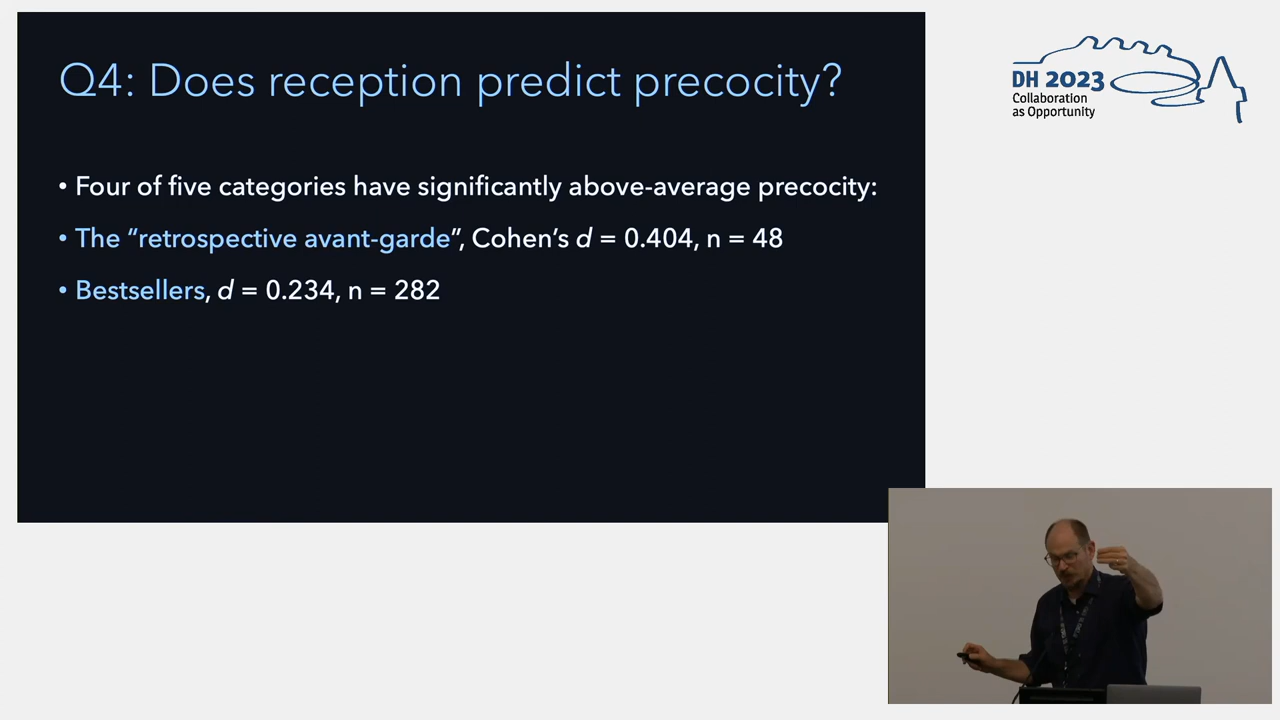 Q4: Does reception predict precocity?
• Four of five categories have significantly above-average precocity:
• The “retrospective avant-garde”, Cohen’s d = 0.404, n = 48
• Bestsellers, d = 0.234, n = 282
DH 2023
Collaboration
as Opportunity